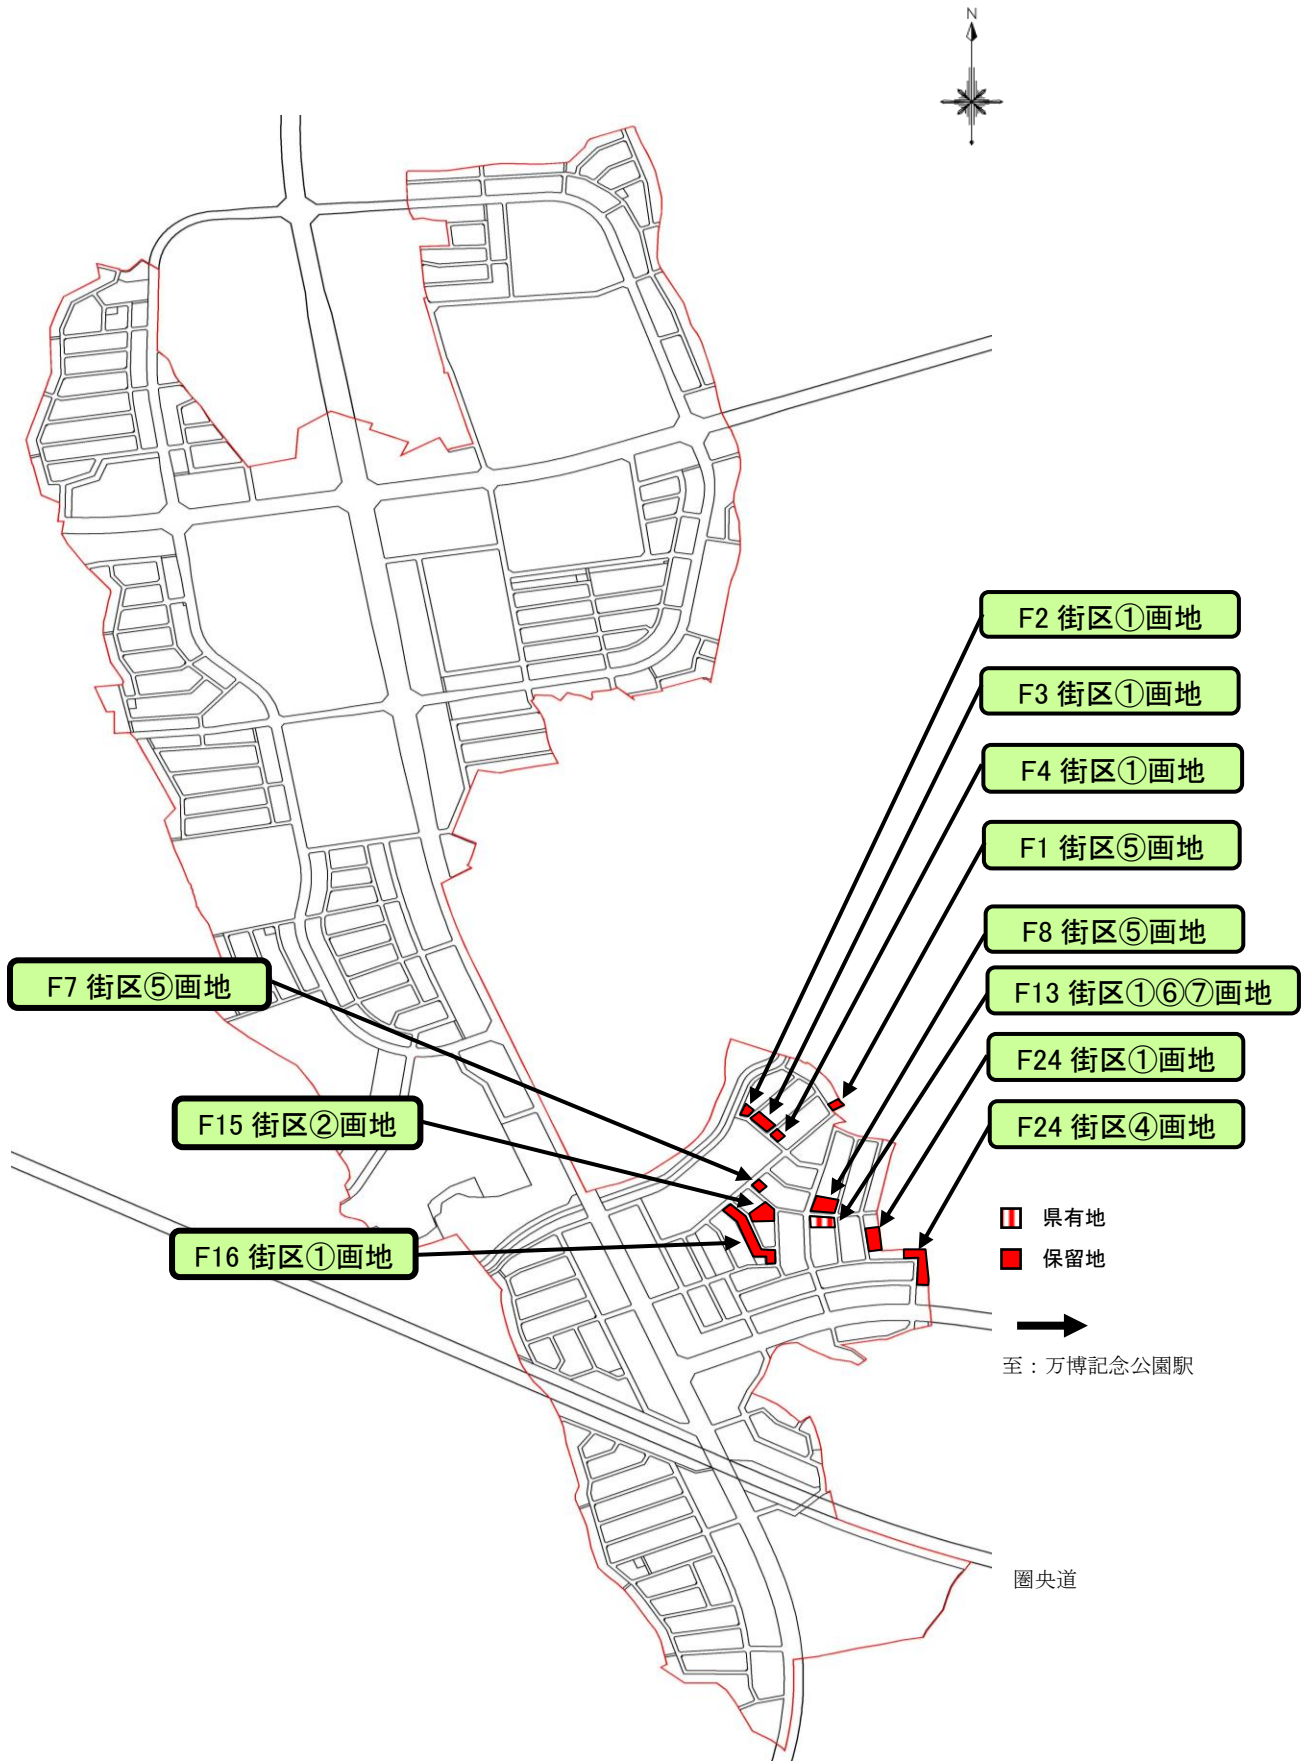 N
F2 街区①画地
F3 街区①画地
F4 街区①画地
F1 街区⑤画地
F8 街区⑤画地
F7 街区⑤画地
F13 街区①⑥⑦画地
F24 街区①画地
F15 街区②画地
F24 街区④画地
F16 街区①画地
県有地
保留地
至：万博記念公園駅
圏央道